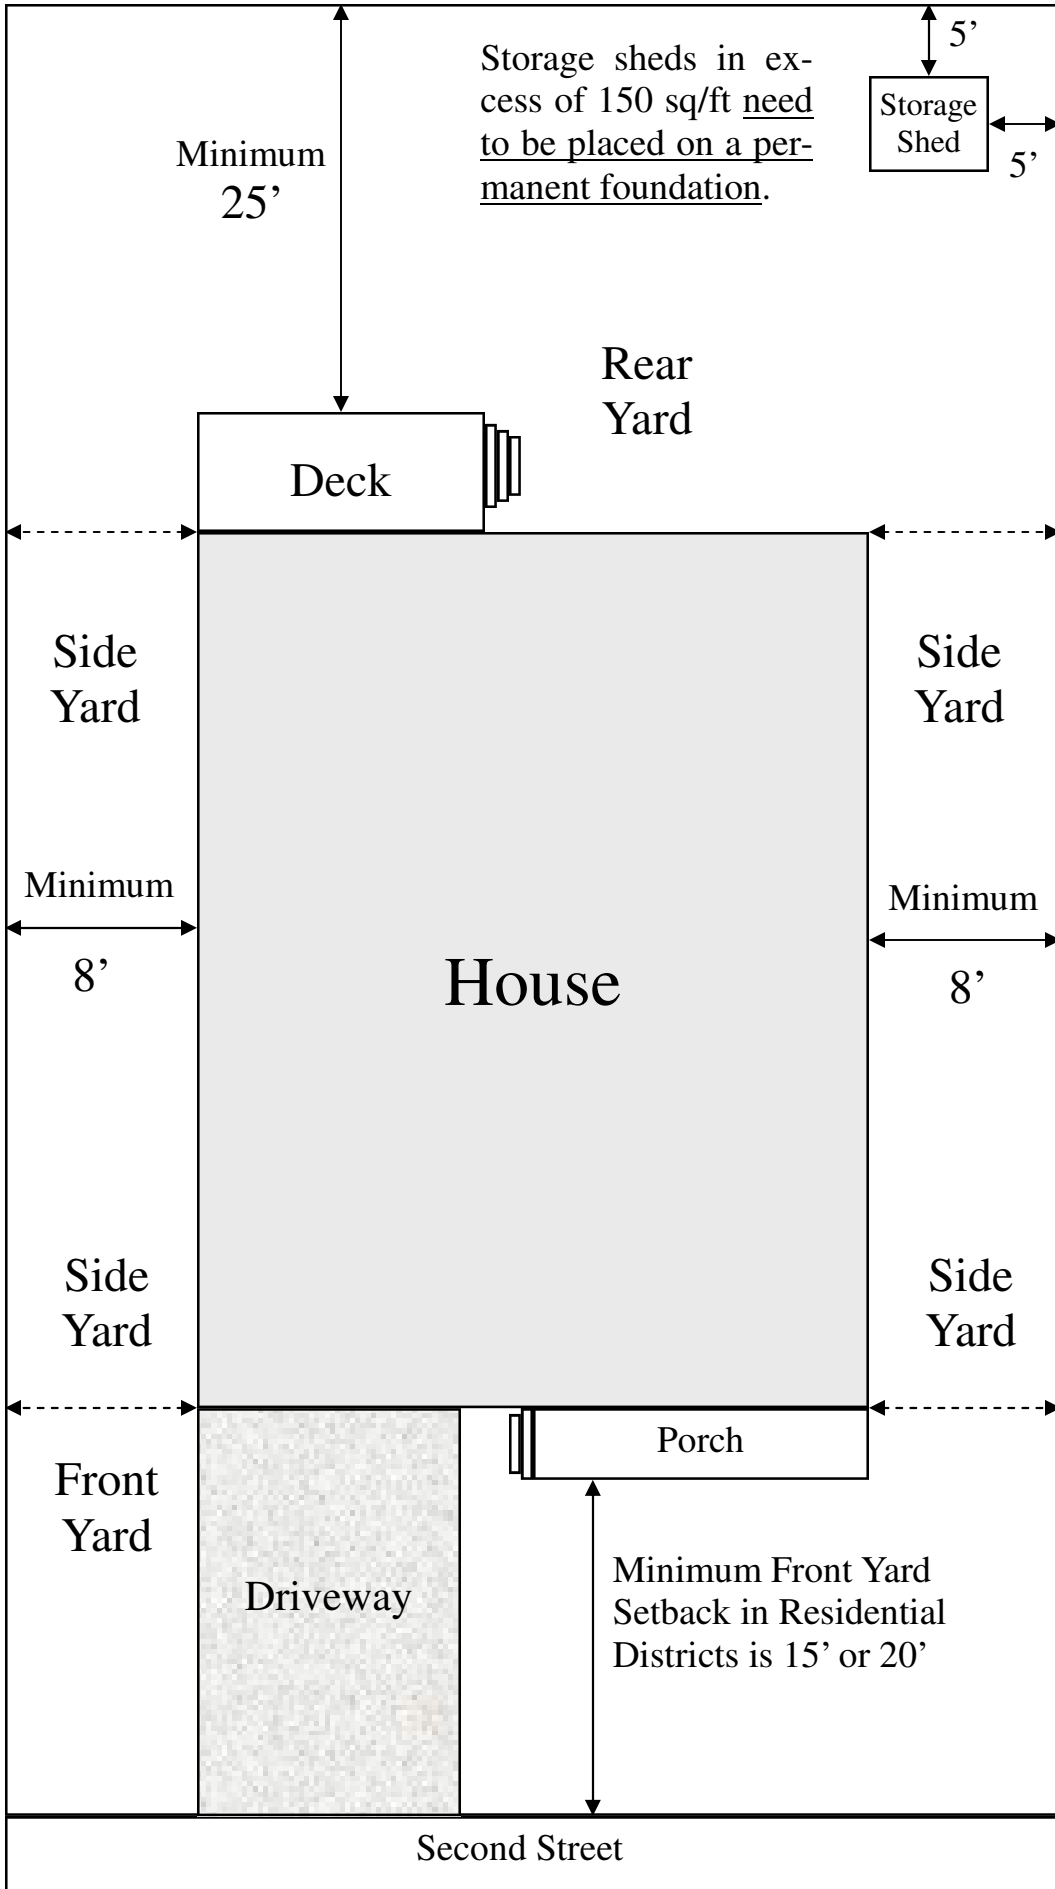 5’
Storage sheds in ex-
cess of 150 sq/ft need
to be placed on a per-
manent foundation.
Storage
Shed
5’
Minimum
25’
Rear
Yard
Deck
Side
Yard
Side
Yard
Minimum
8’
Minimum
8’
House
Side
Yard
Side
Yard
Porch
Front
Yard
Driveway
Minimum Front Yard
Setback in Residential
Districts is 15’ or 20’
Second Street